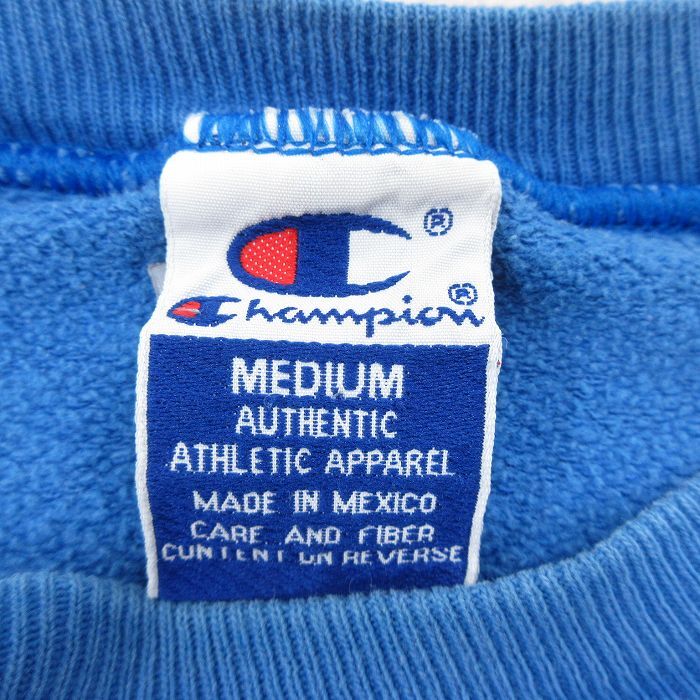 Champion®
MEDIUM
AUTHENTIC
ATHLETIC APPAREL
MADE IN MEXICO
CARE AND FIBER
CONTENT ON REVERSE